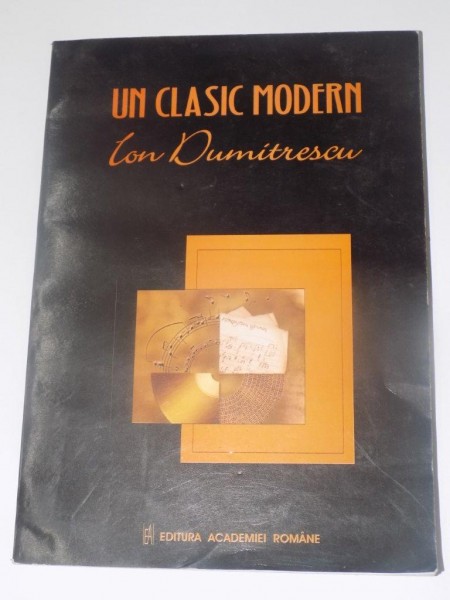 UN CLASIC MODERN
Ion Dumitrescu
EDITURA ACADEMIEI ROMÂNE